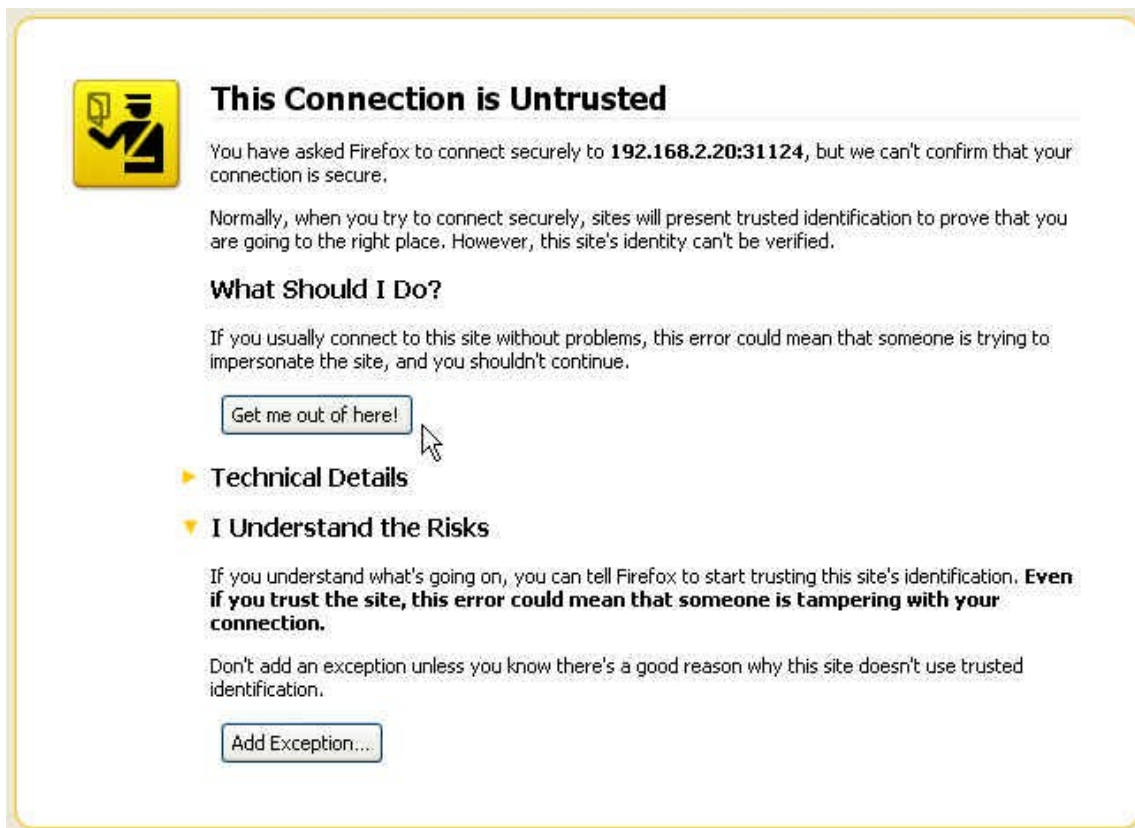 This Connection is Untrusted
You have asked Firefox to connect securely to 192.168.2.20:31124, but we can't confirm that your
connection is secure.
Normally, when you try to connect securely, sites will present trusted identification to prove that you
are going to the right place. However, this site's identity can't be verified.
What Should I Do?
If you usually connect to this site without problems, this error could mean that someone is trying to
impersonate the site, and you shouldn't continue.
Get me out of here!
Technical Details
I Understand the Risks
If you understand what's going on, you can tell Firefox to start trusting this site's identification. Even
if you trust the site, this error could mean that someone is tampering with your
connection.
Don't add an exception unless you know there's a good reason why this site doesn't use trusted
identification.
Add Exception...